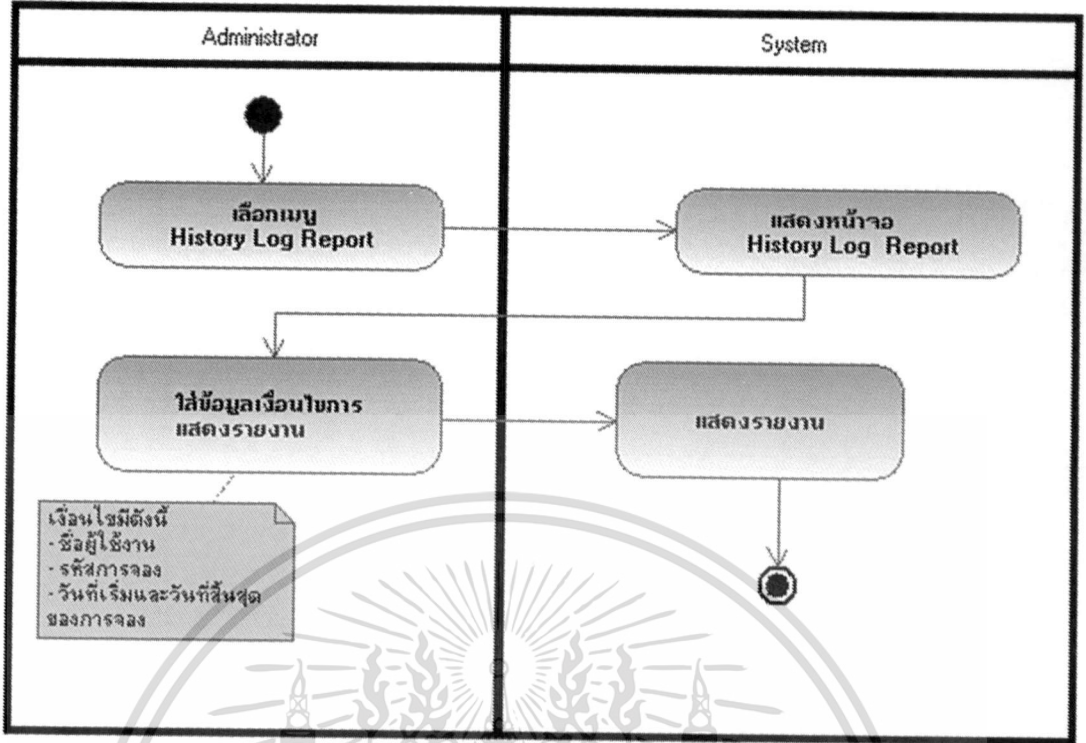 Administrator
System
เลือกเมนู
History Log Report
แสดงหน้าจอ
History Log Report
ใส่ข้อมูลเงื่อนไขการ
แสดงรายงาน
แสดงรายงาน
เงื่อนไขมีดังนี้
- ชื่อผู้ใช้งาน
- รหัสการจอง
- วันที่เริ่มและวันที่สิ้นสุด
ของการจอง